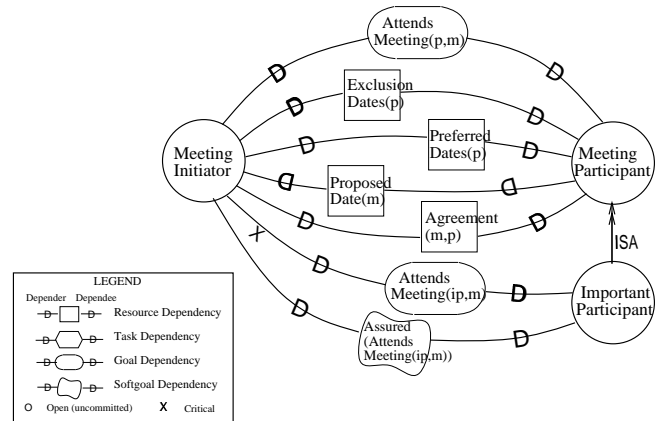 Attends
Meeting(p,m)
D
D
Exclusion
Dates(p)
D
D
Meeting
Initiator
D
Preferred
Dates(p)
D
Meeting
Participant
D
Proposed
Date(m)
D
D
Agreement
(m,p)
D
X
ISA
D
Attends
Meeting(ip,m)
D
Important
Participant
D
Assured
(Attends
Meeting(ip,m))
D
LEGEND
Depender Dependee
D D Resource Dependency
D D Task Dependency
D D Goal Dependency
D D Softgoal Dependency
O Open (uncommitted) X Critical